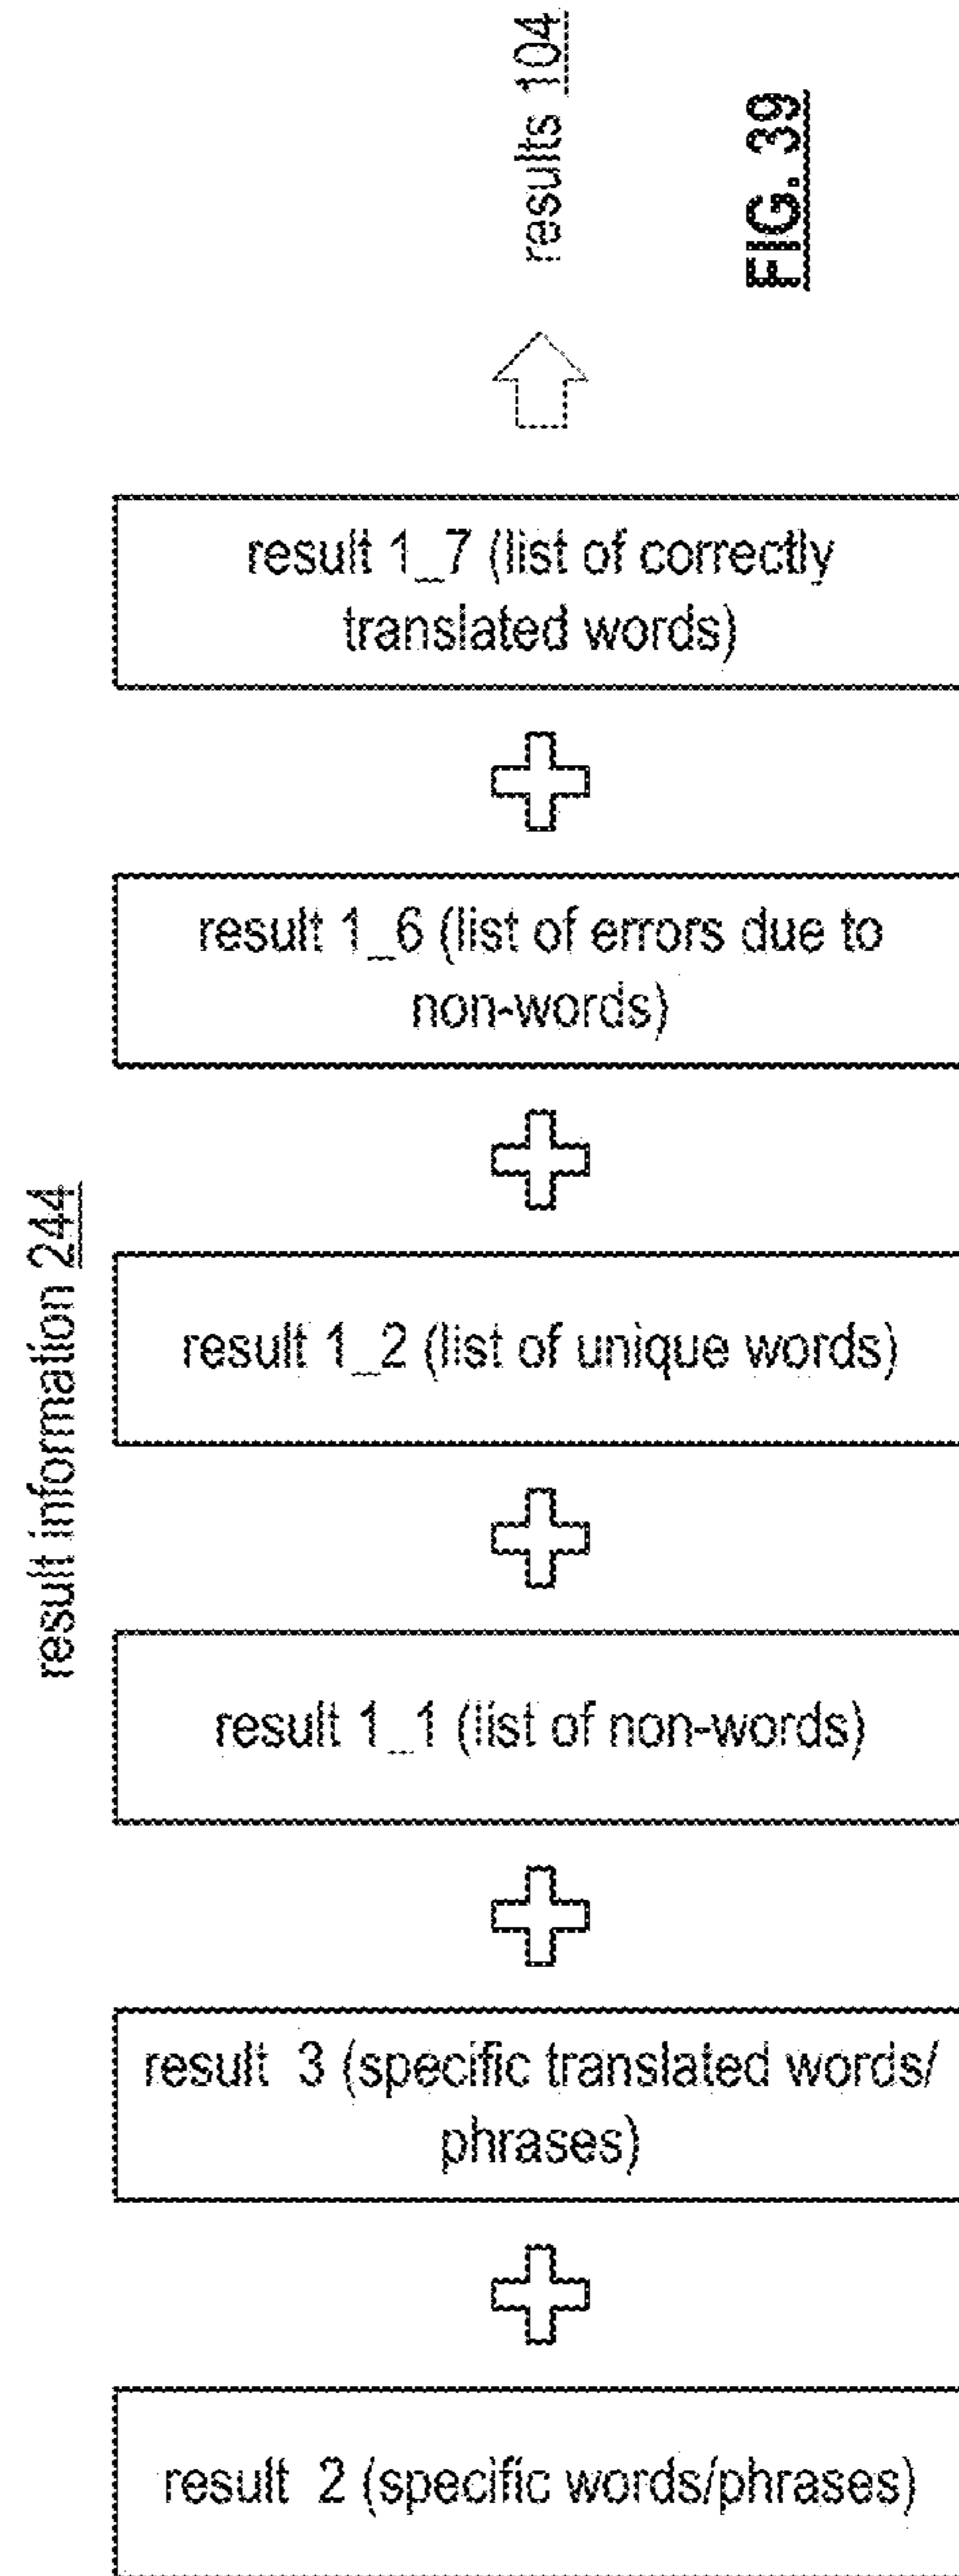 results 104
FIG. 39
result 1_7 (list of correctly
translated words)
result 1_6 (list of errors due to
non-words)
result information 244
result 1_2 (list of unique words)
result 1_1 (list of non-words)
result 3 (specific translated words/
phrases)
result 2 (specific words/phrases)